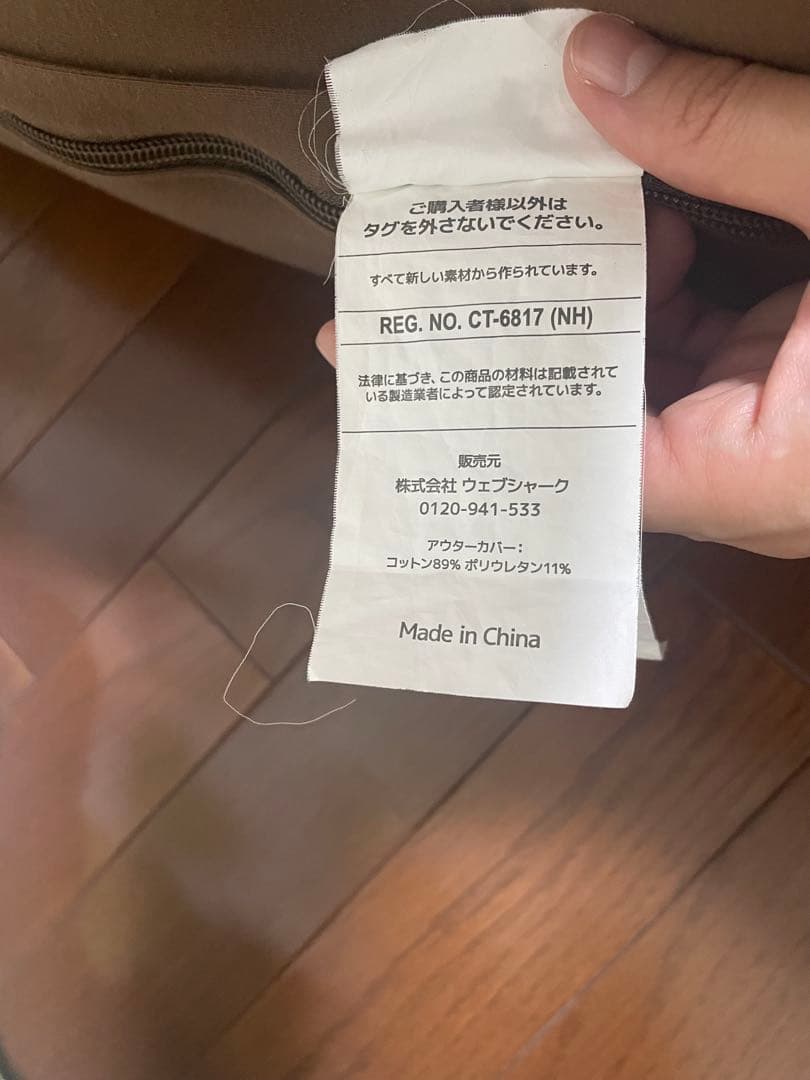 ご購入者様以外は
タグを外さないでください。
すべて新しい素材から作られています。
REG. NO. CT-6817 (NH)
法律に基づき、この商品の材料は記載されて
いる製造業者によって認定されています。
販売元
株式会社 ウェブシャーク
0120-941-533
アウターカバー：
コットン89% ポリウレタン11%
Made in China